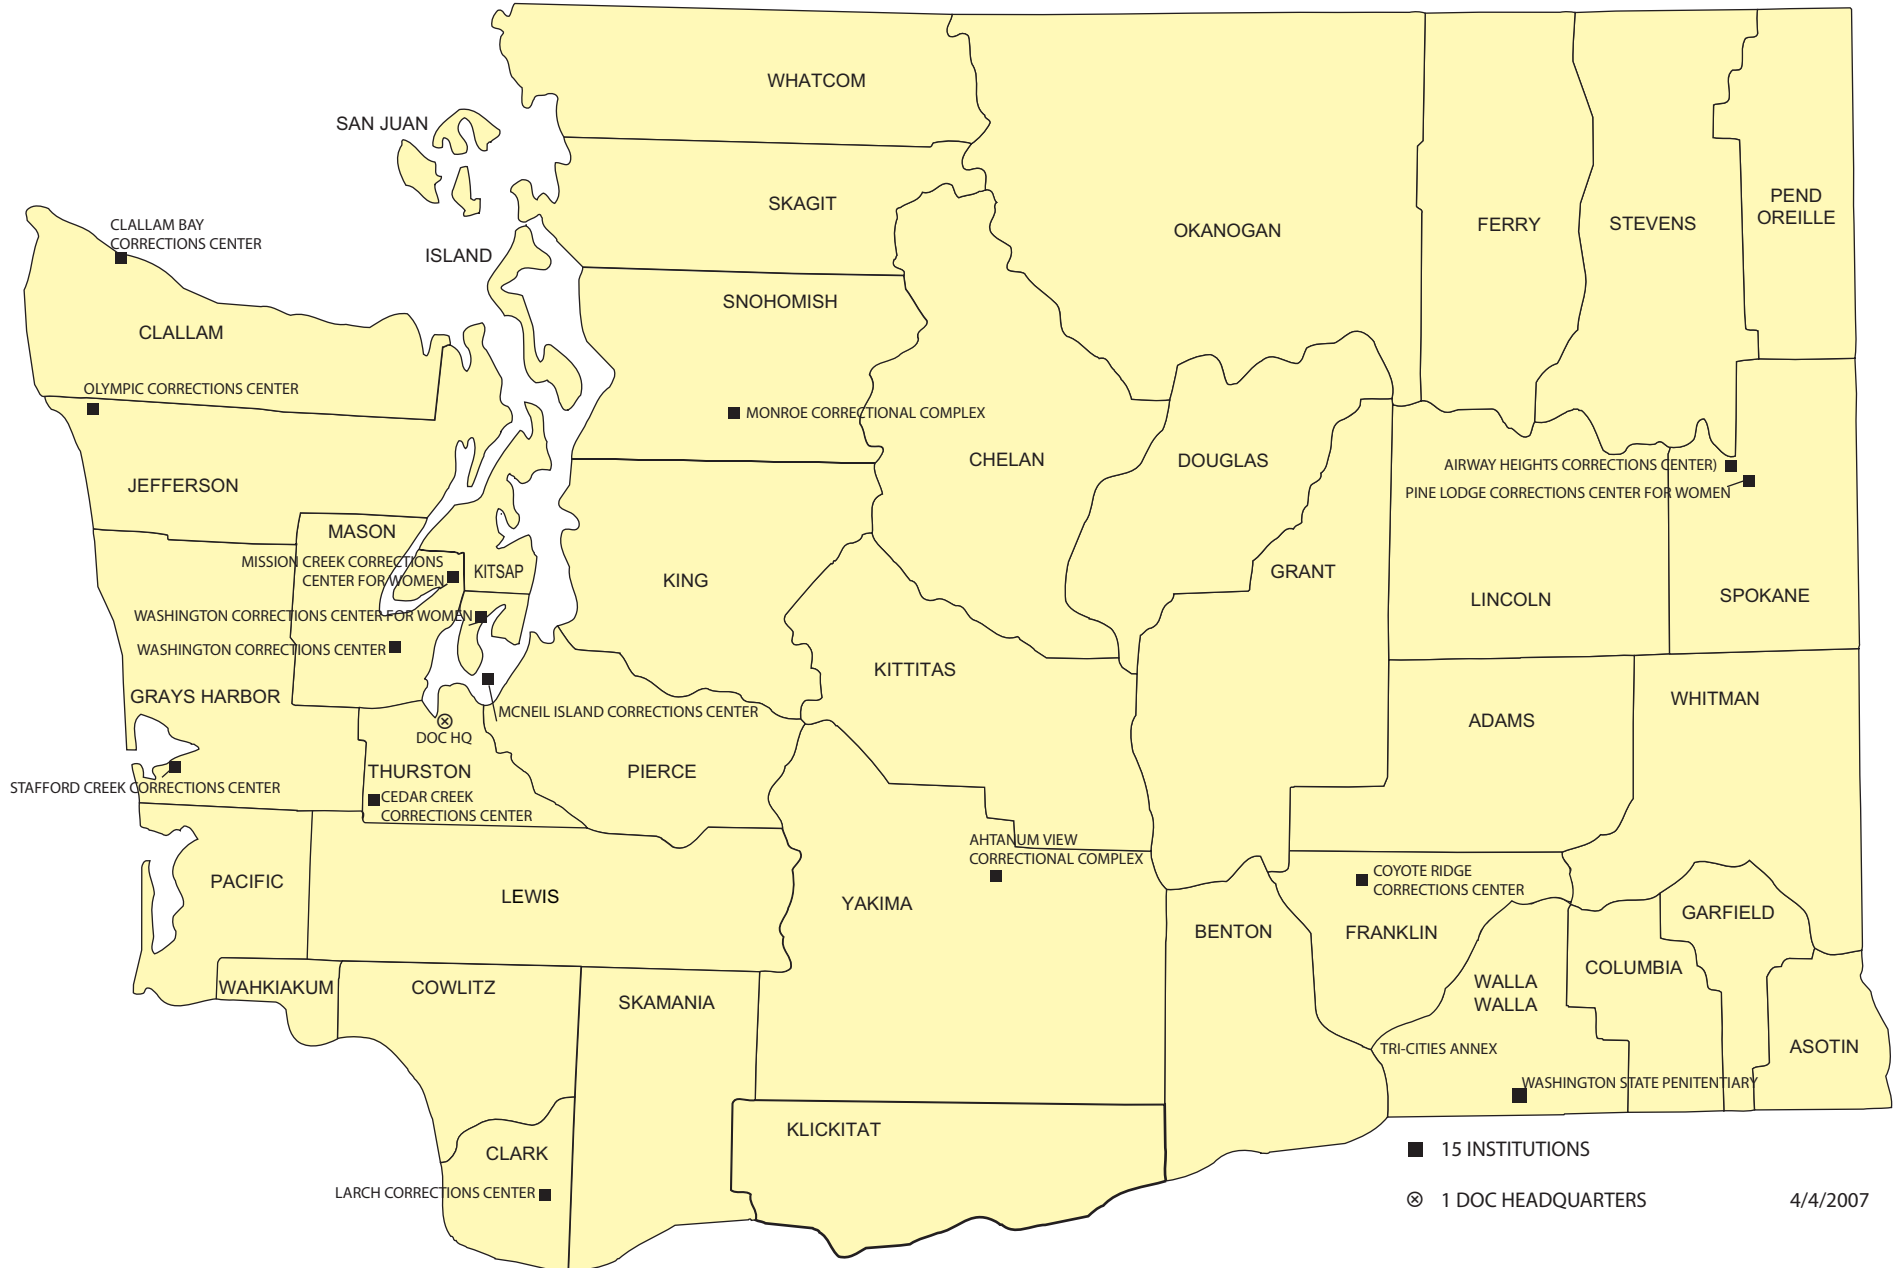 WHATCOM
SAN JUAN
SKAGIT
PEND
OREILLE
CLALLAM BAY
CORRECTIONS CENTER
OKANOGAN
FERRY
STEVENS
ISLAND
SNOHOMISH
CLALLAM
OLYMPIC CORRECTIONS CENTER
MONROE CORRECTIONAL COMPLEX
CHELAN
DOUGLAS
AIRWAY HEIGHTS CORRECTIONS CENTER)
PINE LODGE CORRECTIONS CENTER FOR WOMEN
JEFFERSON
MASON
MISSION CREEK CORRECTIONS
CENTER FOR WOMEN
KITSAP
KING
GRANT
LINCOLN
SPOKANE
WASHINGTON CORRECTIONS CENTER FOR WOMEN
WASHINGTON CORRECTIONS CENTER
KITTITAS
GRAYS HARBOR
MCNEIL ISLAND CORRECTIONS CENTER
WHITMAN
ADAMS
DOC HQ
THURSTON
PIERCE
STAFFORD CREEK CORRECTIONS CENTER
CEDAR CREEK
CORRECTIONS CENTER
AHTANUM VIEW
CORRECTIONAL COMPLEX
COYOTE RIDGE
CORRECTIONS CENTER
PACIFIC
LEWIS
YAKIMA
BENTON
FRANKLIN
GARFIELD
COLUMBIA
WALLA
WALLA
WAHKIAKUM
COWLITZ
SKAMANIA
TRI-CITIES ANNEX
ASOTIN
WASHINGTON STATE PENITENTIARY
KLICKITAT
CLARK
LARCH CORRECTIONS CENTER
15 INSTITUTIONS
1 DOC HEADQUARTERS
4/4/2007